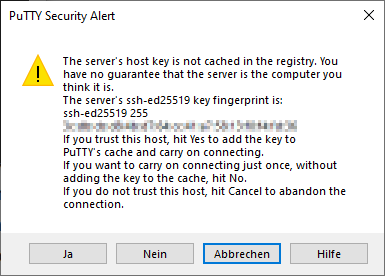 PuTTY Security Alert
The server's host key is not cached in the registry. You
have no guarantee that the server is the computer you
think it is.
The server's ssh-ed25519 key fingerprint is:
ssh-ed25519 255
If you trust this host, hit Yes to add the key to
PuTTY's cache and carry on connecting.
If you want to carry on connecting just once, without
adding the key to the cache, hit No.
If you do not trust this host, hit Cancel to abandon the
connection.
Ja
Nein
Abbrechen
Hilfe